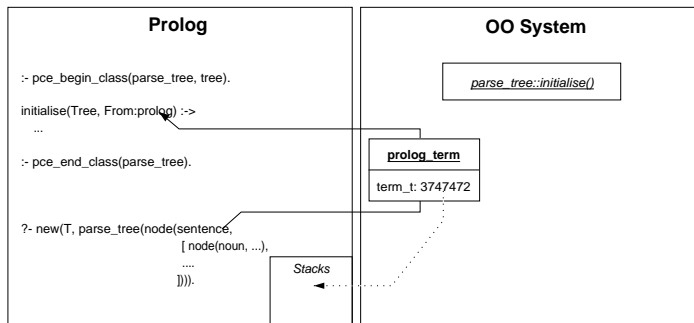 Prolog
:- pce_begin_class(parse_tree, tree).
initialise(Tree, From:prolog) :->
...
:- pce_end_class(parse_tree).
?- new(T, parse_tree(node(sentence,
[ node(noun, ...),
....
]))).
Stacks
OO System
parse_tree::initialise()
prolog_term
term_t: 3747472